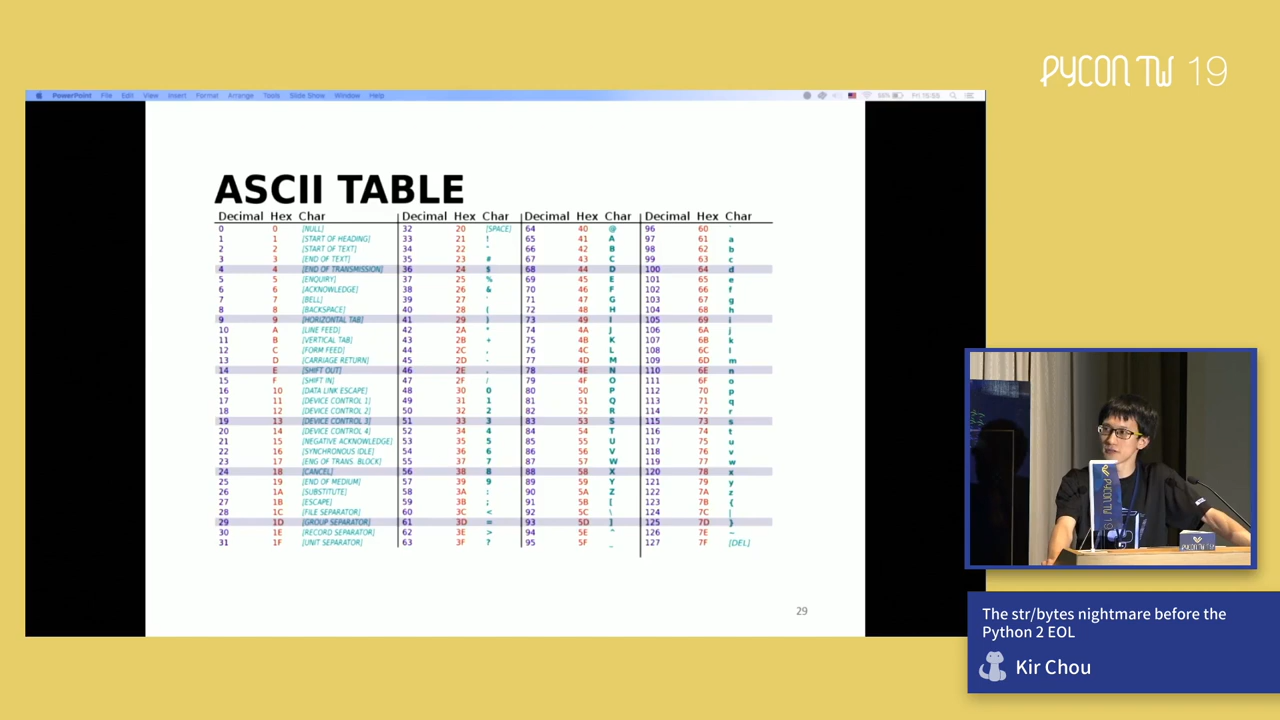 PYCON TW 19
PowerPoint File Edit View Insert Format Arrange Tools Slide Show Window Help
ASCII TABLE
Decimal Hex Char Decimal Hex Char Decimal Hex Char Decimal Hex Char
0 0 [NULL] 32 20 [SPACE] 64 40 @ 96 60 `
1 1 [START OF HEADING] 33 21 ! 65 41 A 97 61 a
2 2 [START OF TEXT] 34 22 " 66 42 B 98 62 b
3 3 [END OF TEXT] 35 23 # 67 43 C 99 63 c
4 4 [END OF TRANSMISSION] 36 24 $ 68 44 D 100 64 d
5 5 [ENQUIRY] 37 25 % 69 45 E 101 65 e
6 6 [ACKNOWLEDGE] 38 26 & 70 46 F 102 66 f
7 7 [BELL] 39 27 ' 71 47 G 103 67 g
8 8 [BACKSPACE] 40 28 ( 72 48 H 104 68 h
9 9 [HORIZONTAL TAB] 41 29 ) 73 49 I 105 69 i
10 A [LINE FEED] 42 2A * 74 4A J 106 6A j
11 B [VERTICAL TAB] 43 2B + 75 4B K 107 6B k
12 C [FORM FEED] 44 2C , 76 4C L 108 6C l
13 D [CARRIAGE RETURN] 45 2D - 77 4D M 109 6D m
14 E [SHIFT OUT] 46 2E . 78 4E N 110 6E n
15 F [SHIFT IN] 47 2F / 79 4F O 111 6F o
16 10 [DATA LINK ESCAPE] 48 30 0 80 50 P 112 70 p
17 11 [DEVICE CONTROL 1] 49 31 1 81 51 Q 113 71 q
18 12 [DEVICE CONTROL 2] 50 32 2 82 52 R 114 72 r
19 13 [DEVICE CONTROL 3] 51 33 3 83 53 S 115 73 s
20 14 [DEVICE CONTROL 4] 52 34 4 84 54 T 116 74 t
21 15 [NEGATIVE ACKNOWLEDGE] 53 35 5 85 55 U 117 75 u
22 16 [SYNCHRONOUS IDLE] 54 36 6 86 56 V 118 76 v
23 17 [ENG OF TRANS. BLOCK] 55 37 7 87 57 W 119 77 w
24 18 [CANCEL] 56 38 8 88 58 X 120 78 x
25 19 [END OF MEDIUM] 57 39 9 89 59 Y 121 79 y
26 1A [SUBSTITUTE] 58 3A : 90 5A Z 122 7A z
27 1B [ESCAPE] 59 3B ; 91 5B [ 123 7B {
28 1C [FILE SEPARATOR] 60 3C < 92 5C \ 124 7C |
29 1D [GROUP SEPARATOR] 61 3D = 93 5D ] 125 7D }
30 1E [RECORD SEPARATOR] 62 3E > 94 5E ^ 126 7E ~
31 1F [UNIT SEPARATOR] 63 3F ? 95 5F _ 127 7F [DEL]
29
PYCON TW 19
PYCON TW
The str/bytes nightmare before the
Python 2 EOL
Kir Chou